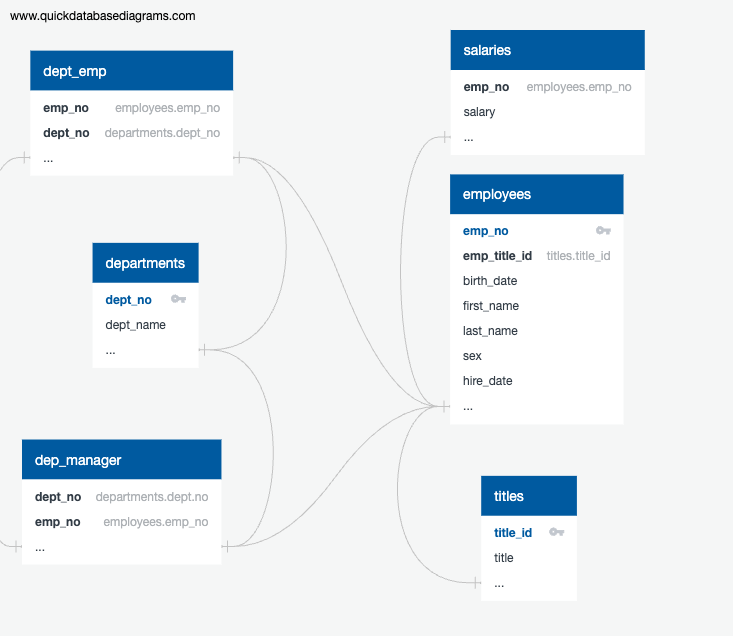 www.quickdatabasediagrams.com
dept_emp
emp_no employees.emp_no
dept_no departments.dept_no
...
departments
dept_no
dept_name
...
dep_manager
dept_no departments.dept.no
emp_no employees.emp_no
...
salaries
emp_no employees.emp_no
salary
...
employees
emp_no
emp_title_id titles.title_id
birth_date
first_name
last_name
sex
hire_date
...
titles
title_id
title
...